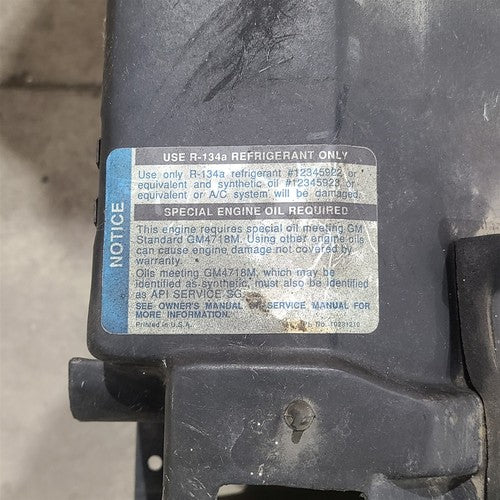 NOTICE
USE R-134a REFRIGERANT ONLY
Use only R-134a refrigerant #12345922 or
equivalent and synthetic oil #12345923 or
equivalent or A/C system will be damaged.
SPECIAL ENGINE OIL REQUIRED
This engine requires special oil meeting GM
Standard GM4718M. Using other engine oils
can cause engine damage not covered by
warranty.
Oils meeting GM4718M, which may be
identified as synthetic, must also be identified
as API SERVICE SG.
SEE OWNER'S MANUAL OR SERVICE MANUAL FOR
MORE INFORMATION.
Printed in U.S.A. No. 10231210